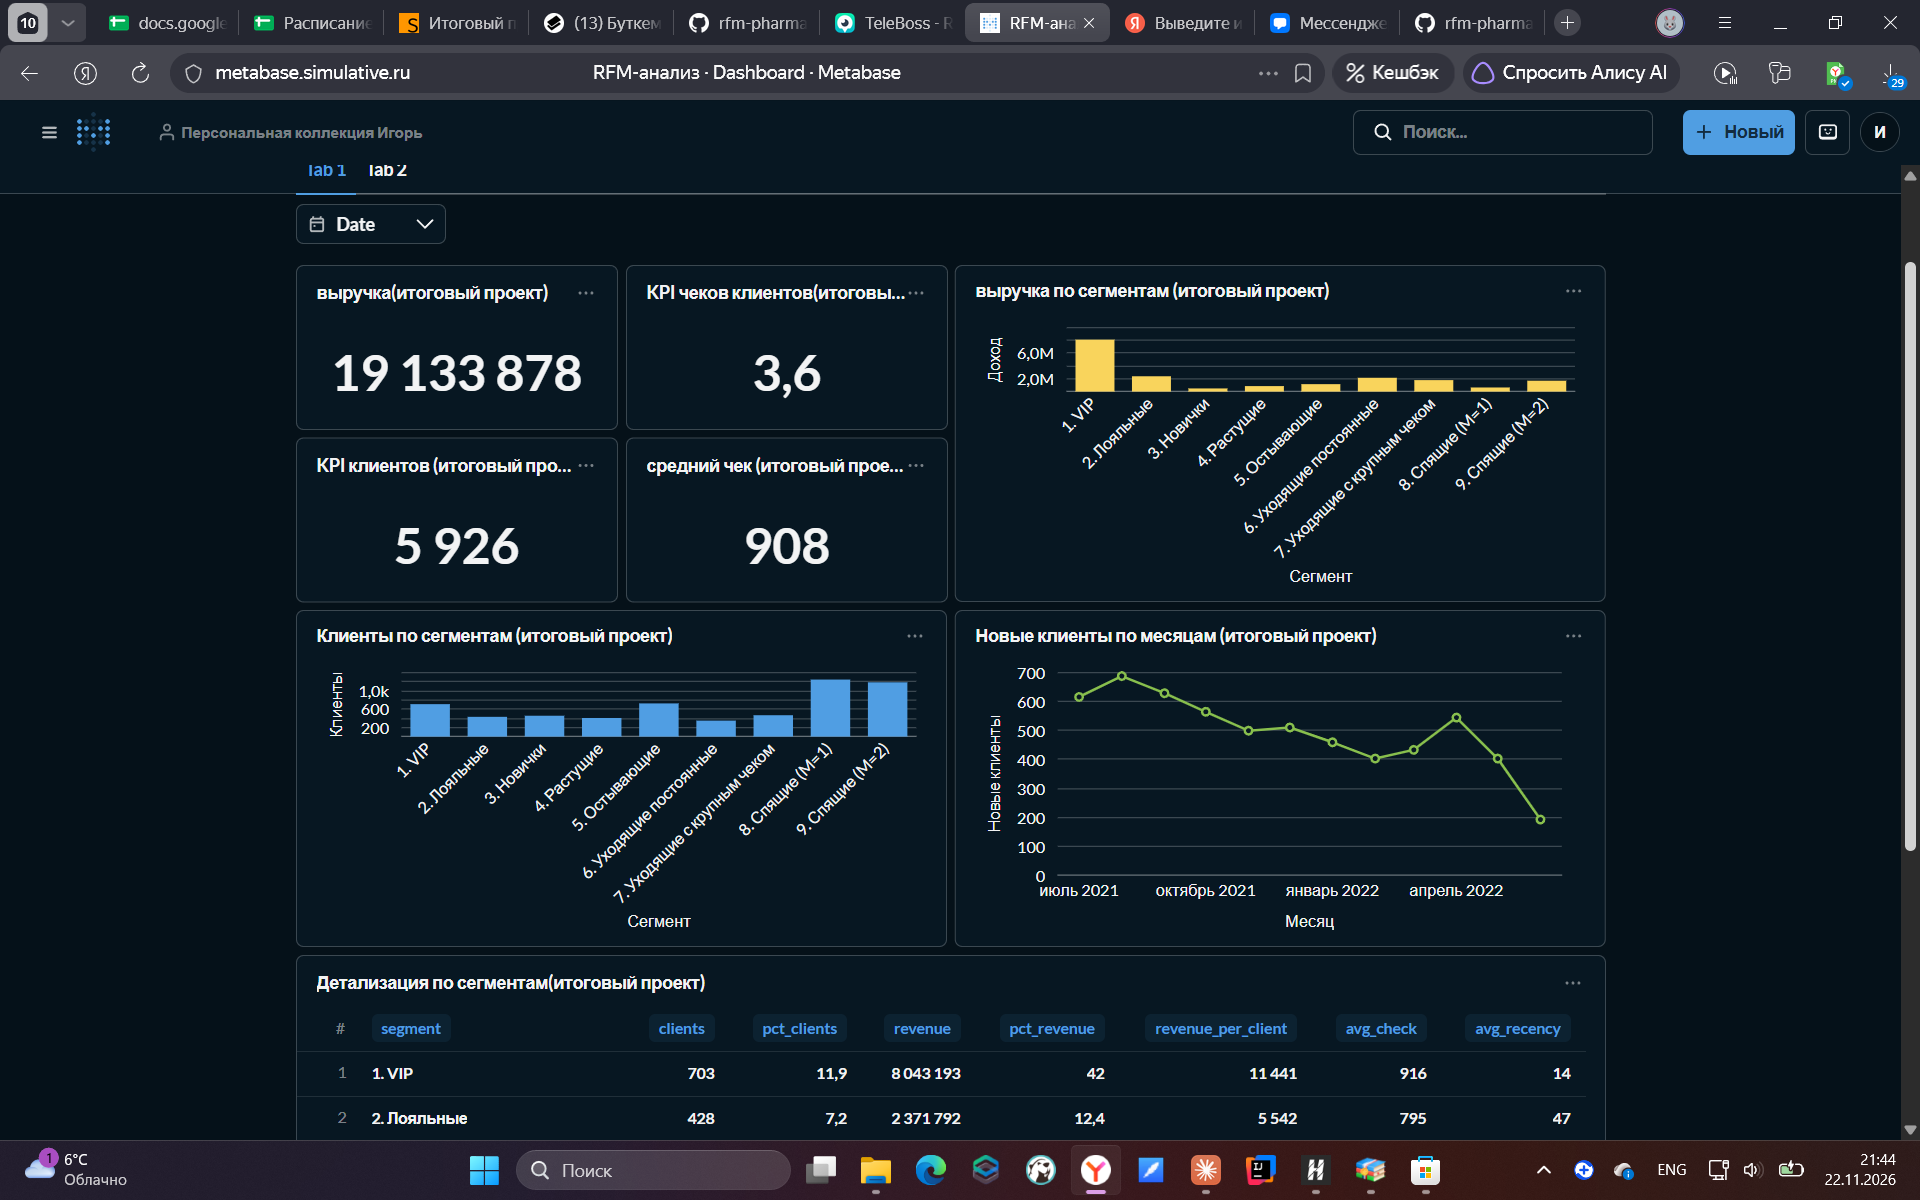 10
docs.google
Расписание
Итоговый п
(13) Буткем
rfm-pharma
TeleBoss - R
RFM-ана
Выведите и
Мессендже
rfm-pharma
metabase.simulative.ru
RFM-анализ · Dashboard · Metabase
Кешбэк
Спросить Алису AI
29
Персональная коллекция Игорь
Поиск...
Новый
И
Tab 1
Tab 2
Date
выручка(итоговый проект)
19 133 878
KPI чеков клиентов(итоговы...
3,6
KPI клиентов (итоговый про...
5 926
средний чек (итоговый прое...
908
выручка по сегментам (итоговый проект)
Доход
6,0M
2,0M
1. VIP
2. Лояльные
3. Новички
4. Растущие
5. Остывающие
6. Уходящие постоянные
7. Уходящие с крупным чеком
8. Спящие (M=1)
9. Спящие (M=2)
Сегмент
Клиенты по сегментам (итоговый проект)
Клиенты
1,0k
600
200
1. VIP
2. Лояльные
3. Новички
4. Растущие
5. Остывающие
6. Уходящие постоянные
7. Уходящие с крупным чеком
8. Спящие (M=1)
9. Спящие (M=2)
Сегмент
Новые клиенты по месяцам (итоговый проект)
Новые клиенты
700
600
500
400
300
200
100
0
июль 2021
октябрь 2021
январь 2022
апрель 2022
Месяц
Детализация по сегментам(итоговый проект)
# segment clients pct_clients revenue pct_revenue revenue_per_client avg_check avg_recency
1 1. VIP 703 11,9 8 043 193 42 11 441 916 14
2 2. Лояльные 428 7,2 2 371 792 12,4 5 542 795 47
1
6°C
Облачно
Поиск
ENG
21:44
22.11.2026